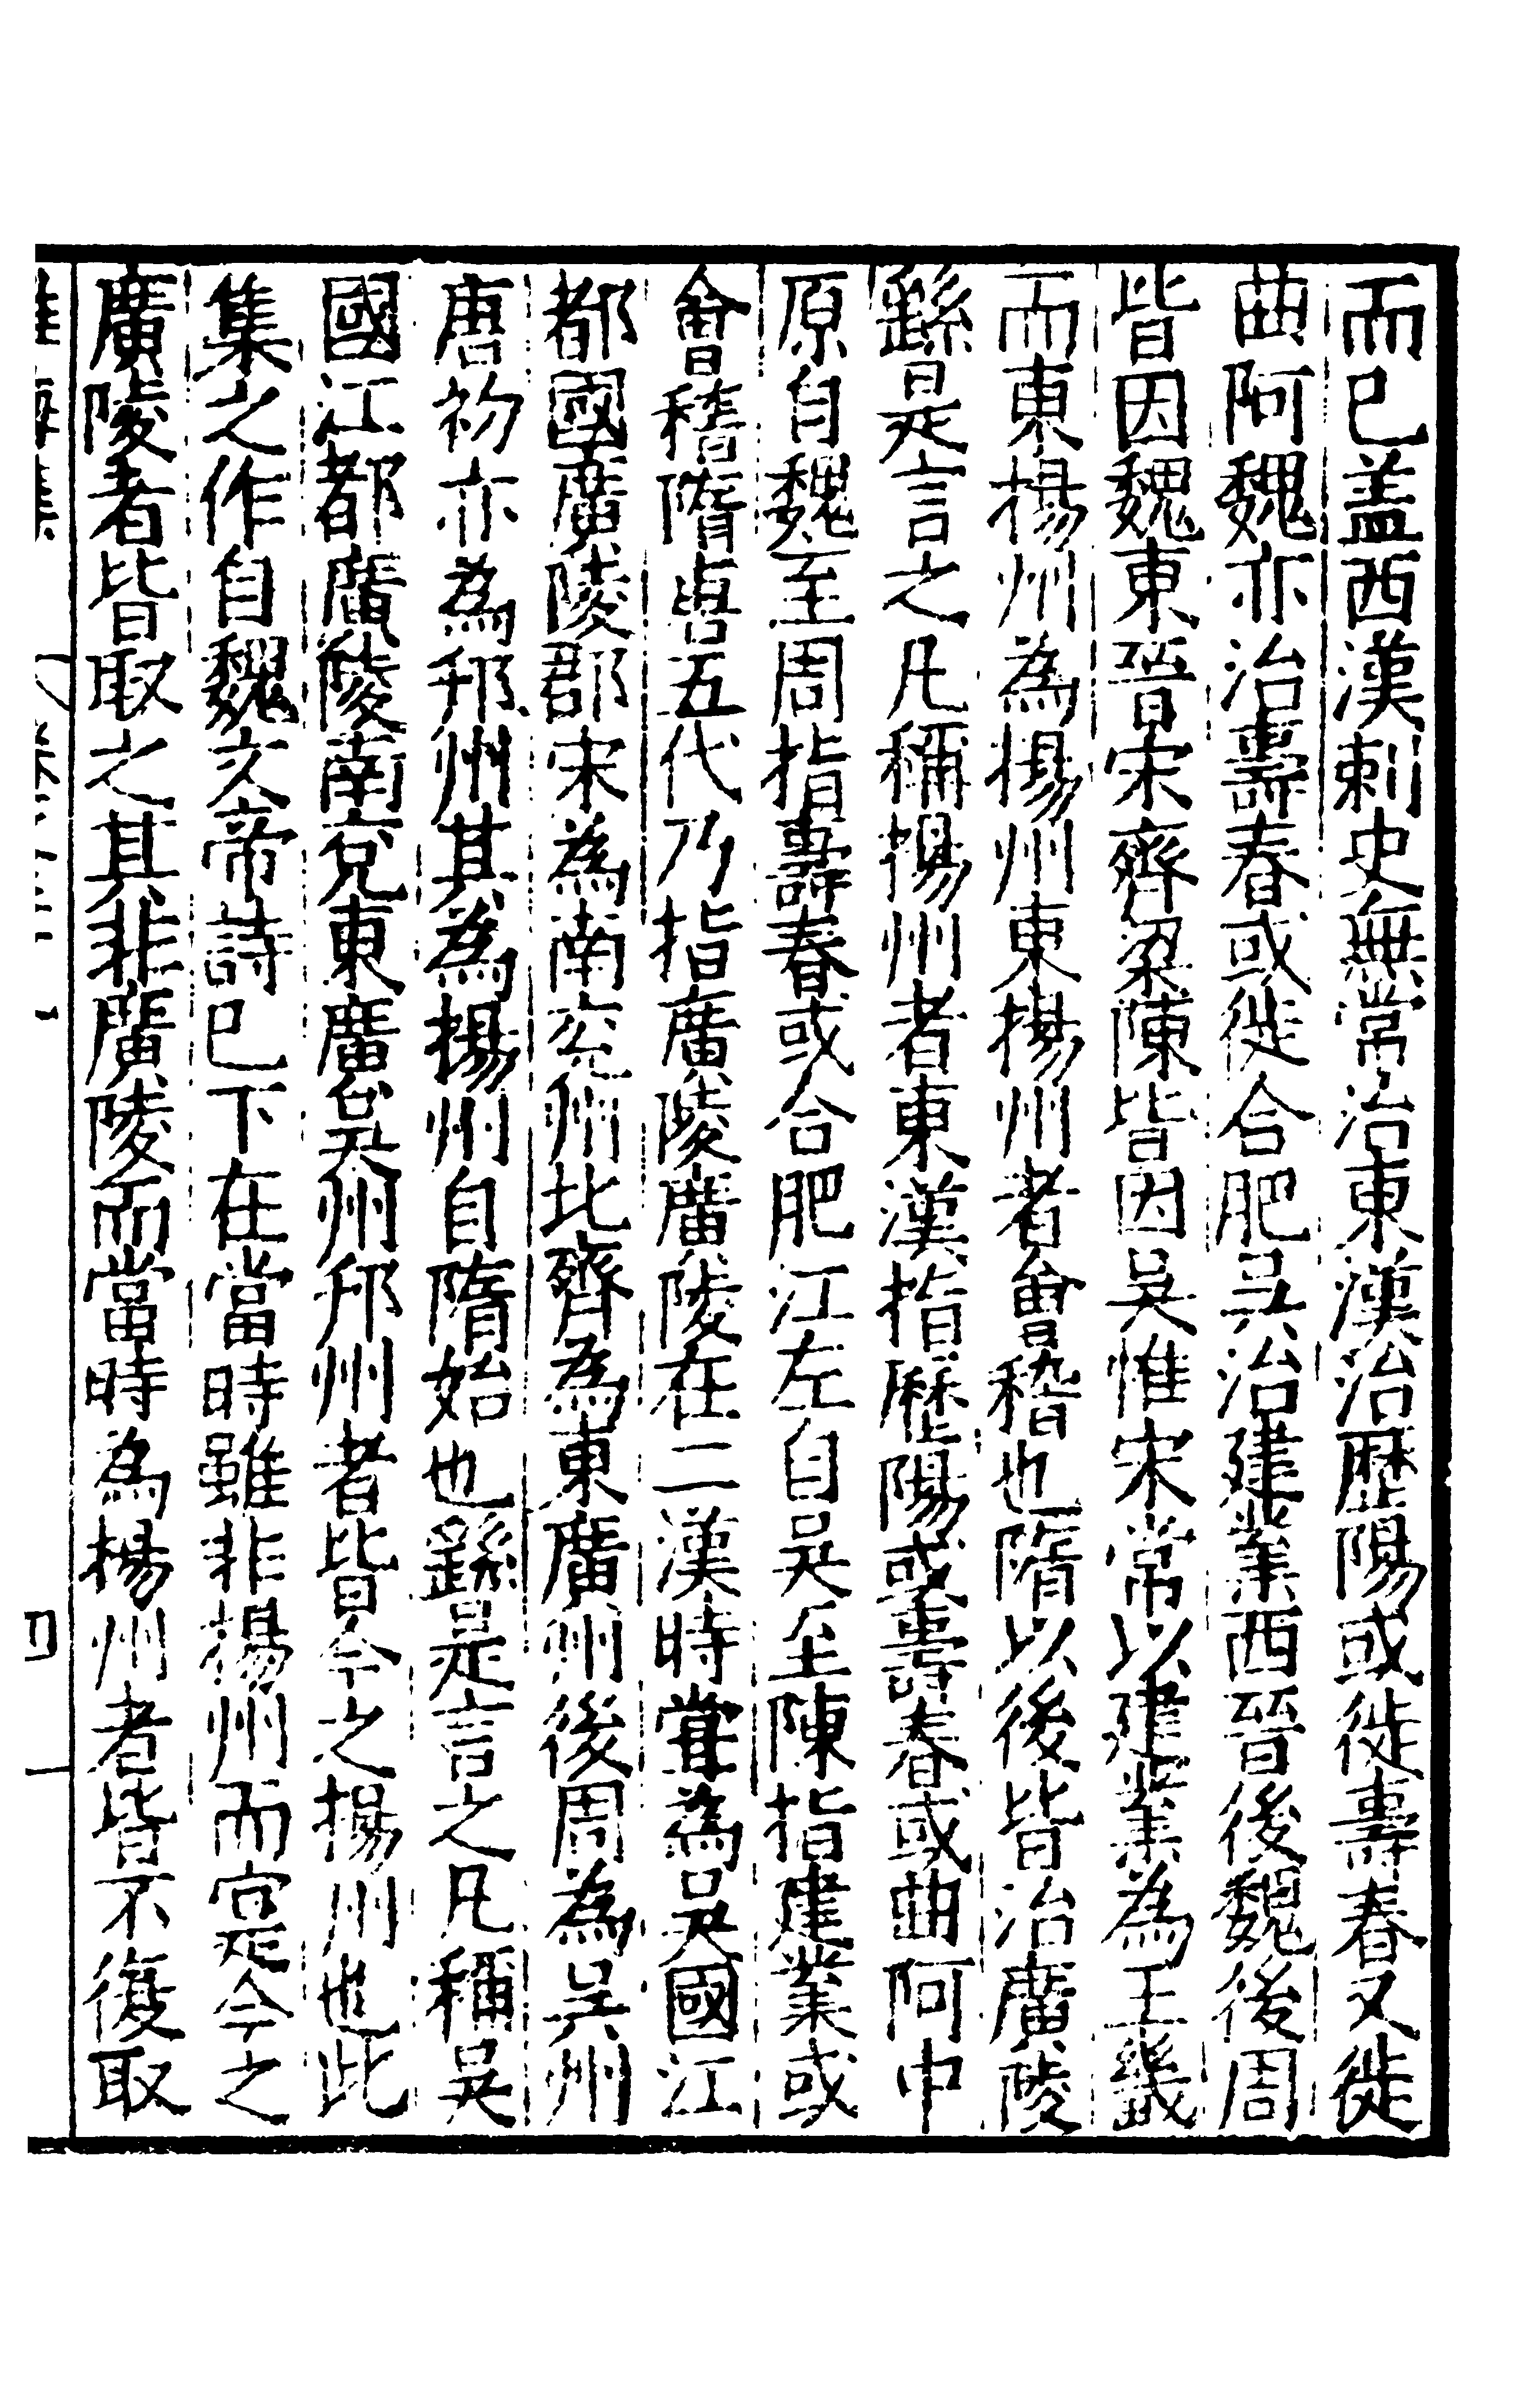 而已盖西漢刺史無常治東漢治歷陽或徙壽春又徙
曲阿魏亦治壽春或徙合肥吳治建業西晉後魏後周
皆因魏東晉宋齊梁陳皆因吳惟宋常以建業為王畿
而東揚州為揚州東揚州者會稽也隋以後皆治廣陵
繇是言之凡稱揚州者東漢指歷陽或壽春或曲阿中
原自魏至周指壽春或合肥江左自吳至陳指建業或
會稽隋唐五代乃指廣陵廣陵在二漢時嘗為吳國江
都國廣陵郡宋為南兖州北齊為東廣州後周為吳州
唐初亦為邗州其為揚州自隋始也繇是言之凡稱吳
國江都廣陵南兖東廣吳州邗州者皆今之揚州也此
集之作自魏文帝詩已下在當時雖非揚州而寔今之
廣陵者皆取之其非廣陵而當時為楊州者皆不復取